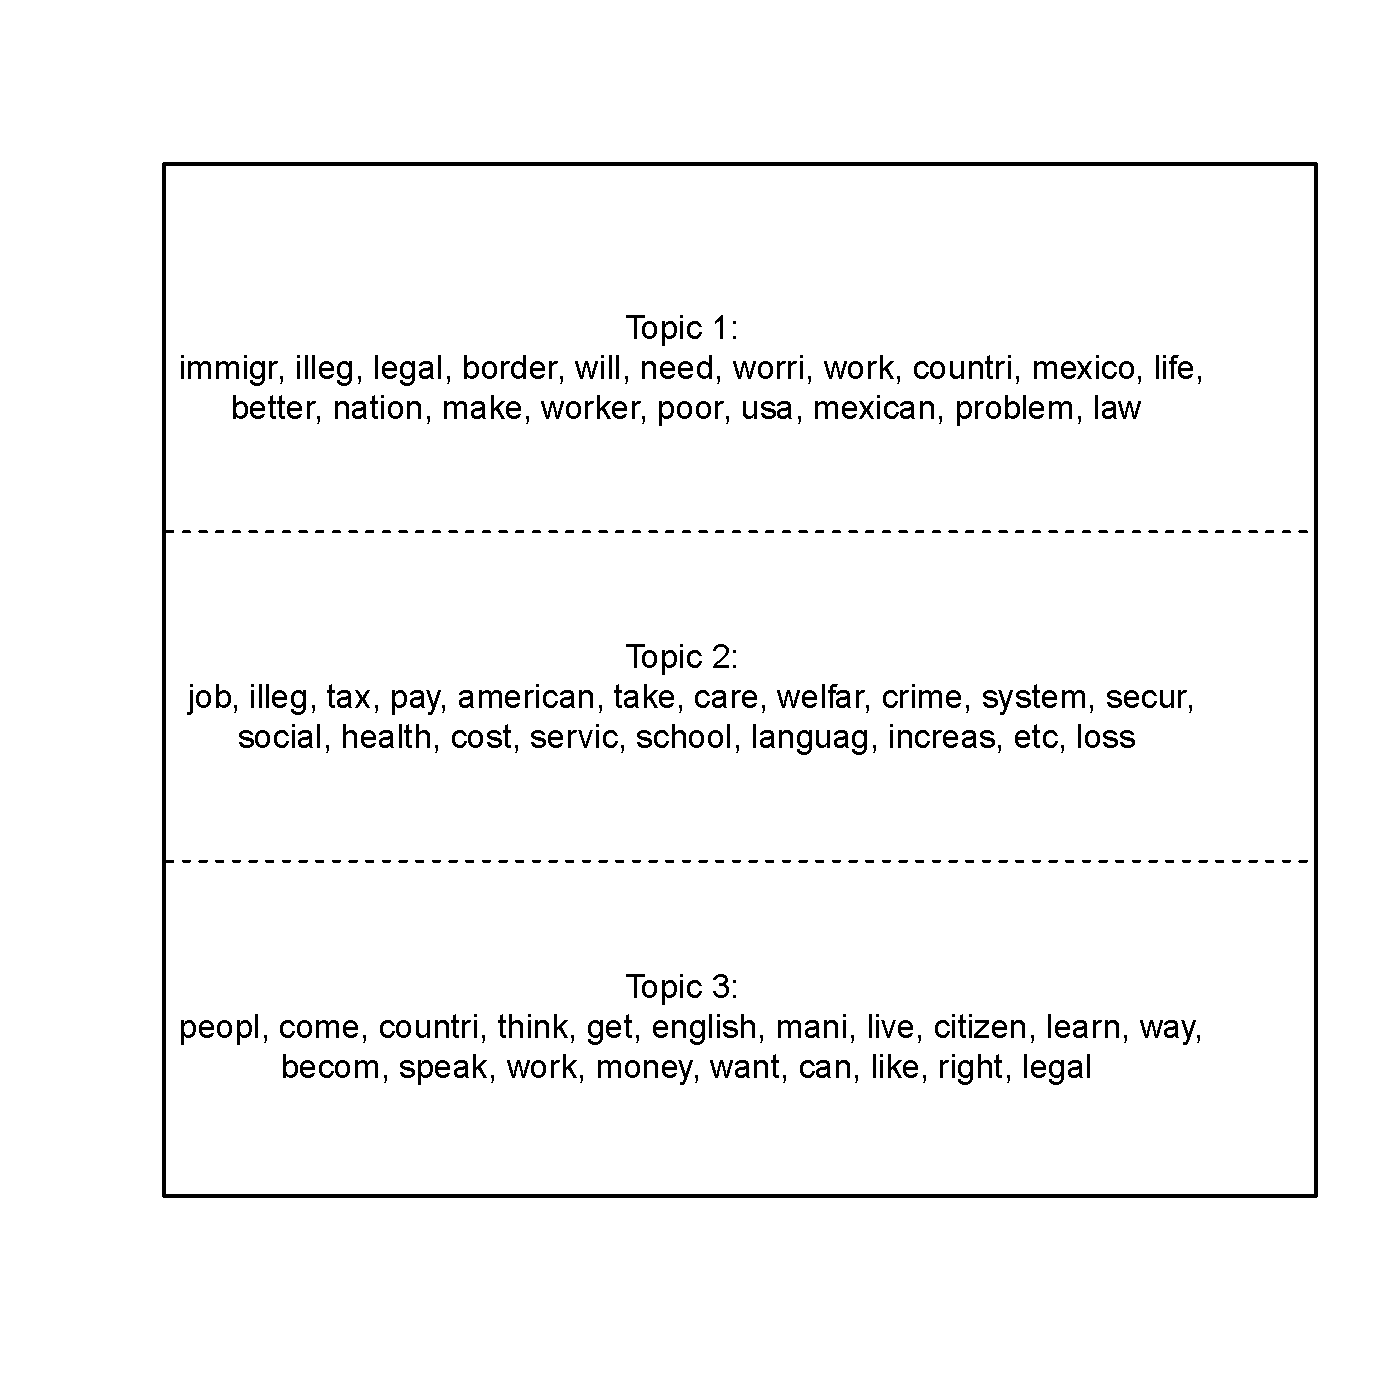 Topic 1:
immigr, illeg, legal, border, will, need, worri, work, countri, mexico, life,
better, nation, make, worker, poor, usa, mexican, problem, law
Topic 2:
job, illeg, tax, pay, american, take, care, welfar, crime, system, secur,
social, health, cost, servic, school, languag, increas, etc, loss
Topic 3:
peopl, come, countri, think, get, english, mani, live, citizen, learn, way,
becom, speak, work, money, want, can, like, right, legal